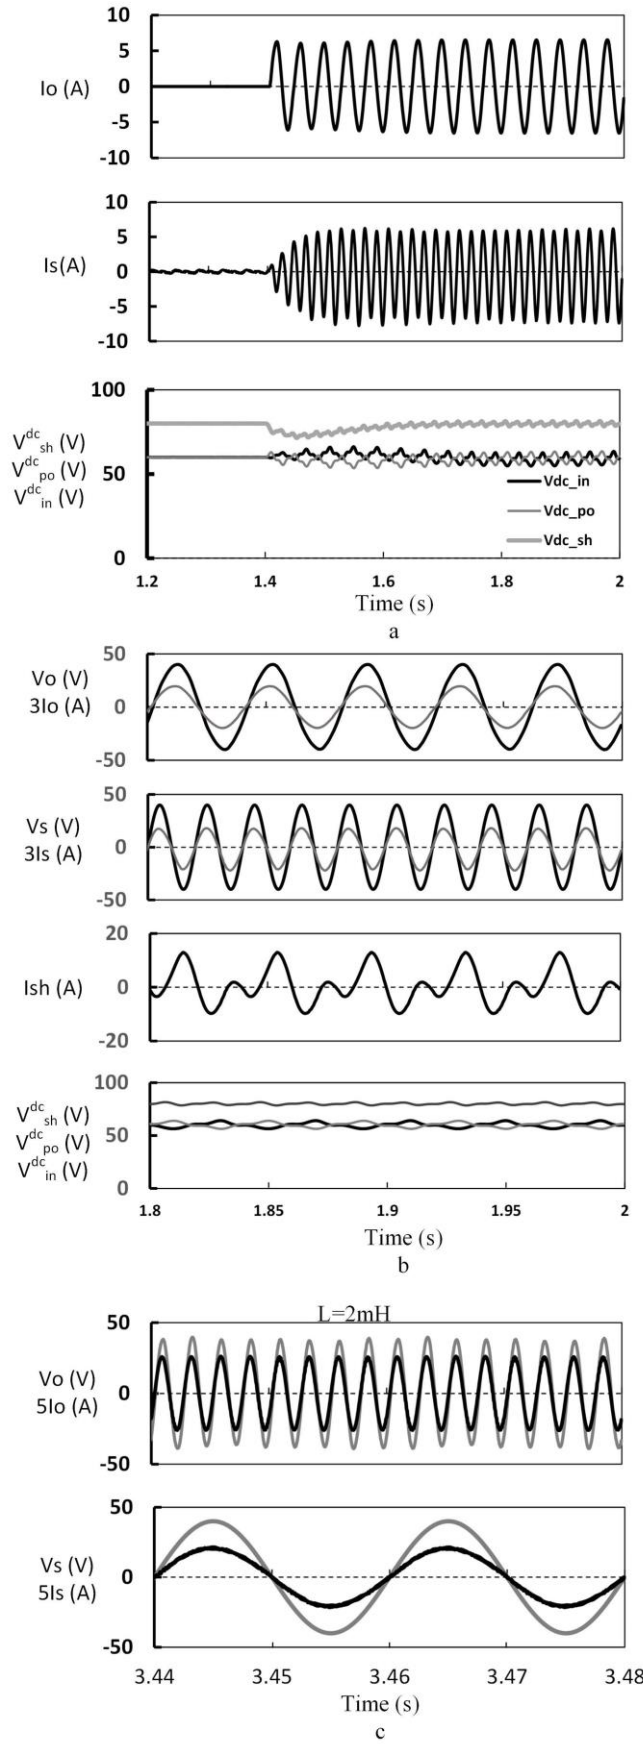 10
5
Io (A)
0
-5
-10
10
5
Is(A)
0
-5
-10
100
V^dc_sh (V)
V^dc_po (V)
50
V^dc_in (V)
Vdc_in
Vdc_po
Vdc_sh
0
1.2 1.4 1.6 1.8 2
Time (s)
a
50
Vo (V)
3Io (A)
0
-50
50
Vs (V)
3Is (A)
0
-50
20
Ish (A)
0
-20
100
V^dc_sh (V)
V^dc_po (V)
50
V^dc_in (V)
0
1.8 1.85 1.9 1.95 2
Time (s)
b
L=2mH
50
Vo (V)
0
5Io (A)
-50
50
Vs (V)
0
5Is (A)
-50
3.44 3.45 3.46 3.47 3.48
Time (s)
c